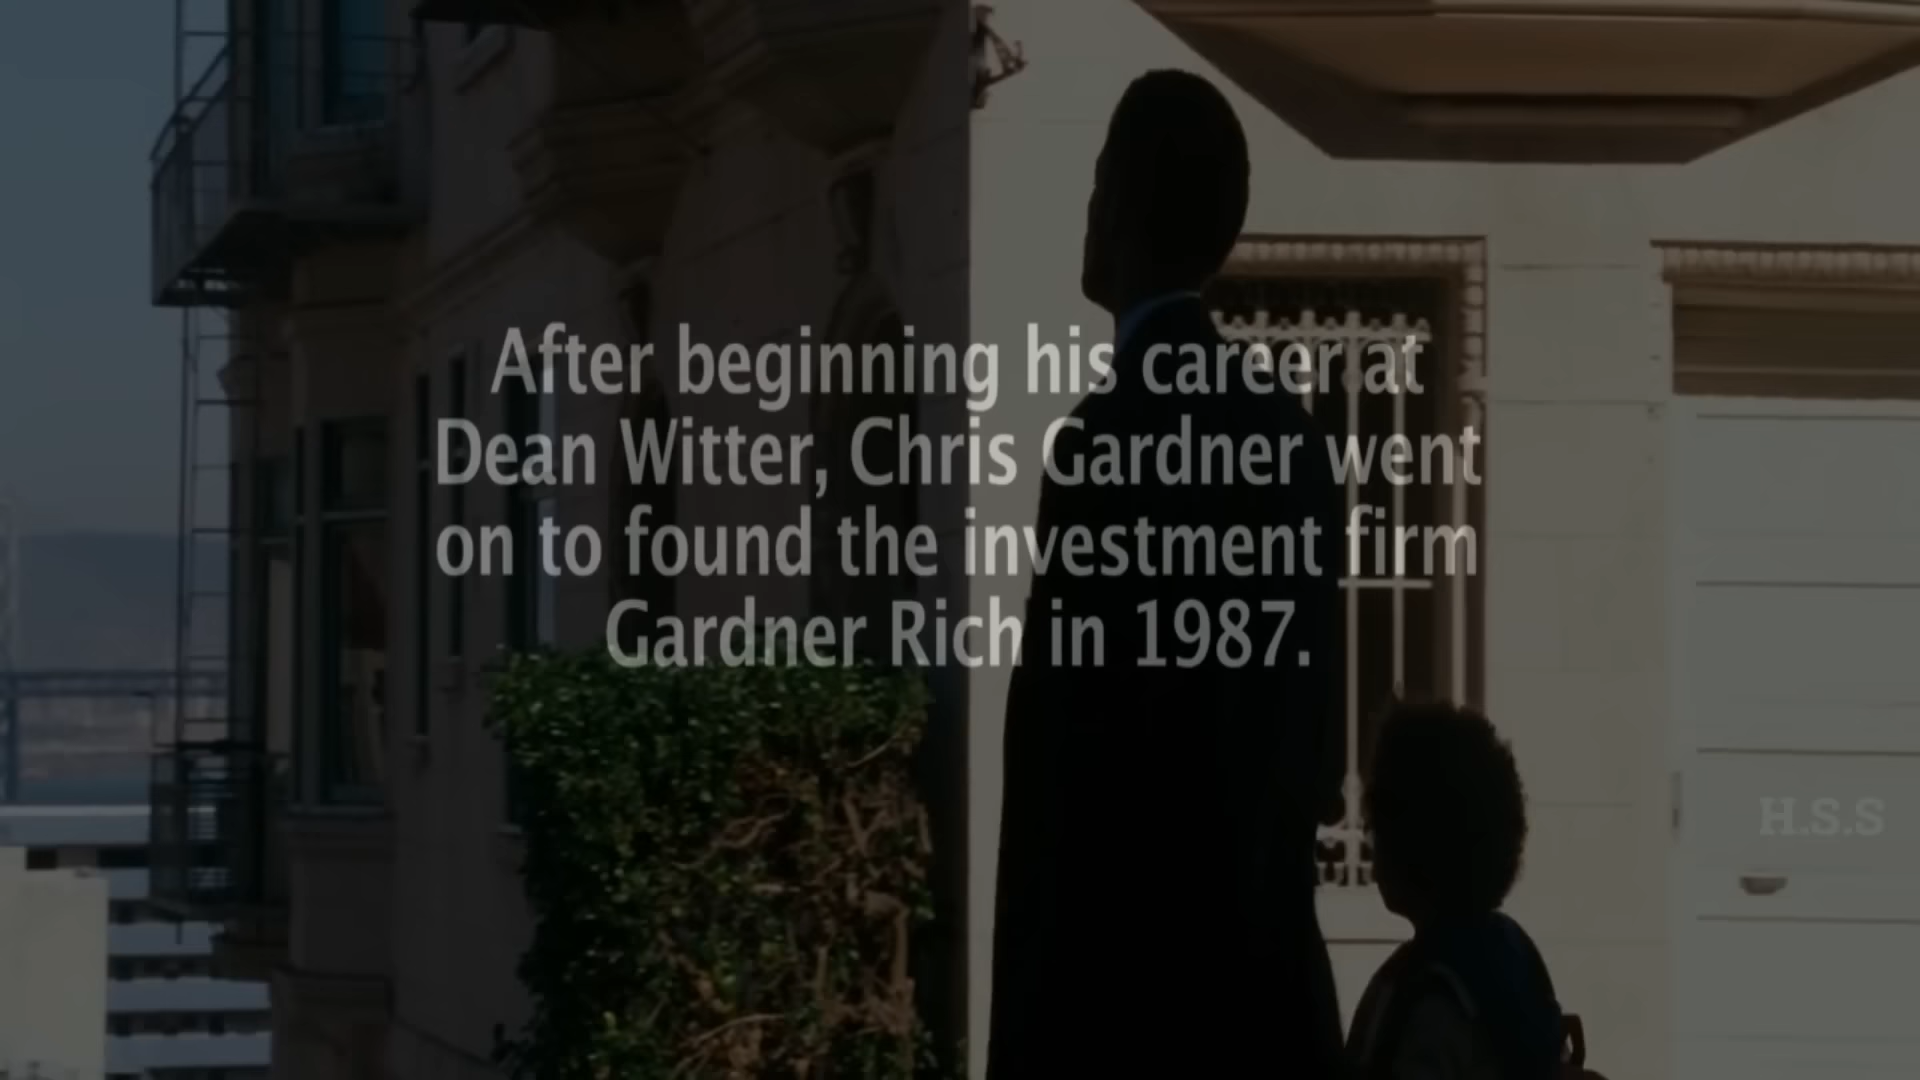 After beginning his career at
Dean Witter, Chris Gardner went
on to found the investment firm
Gardner Rich in 1987.
H.S.S